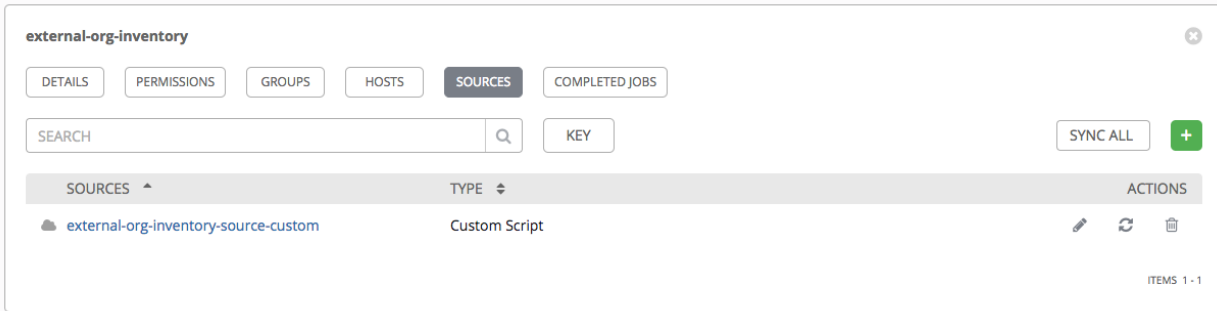 external-org-inventory
DETAILS PERMISSIONS GROUPS HOSTS SOURCES COMPLETED JOBS
SEARCH KEY SYNC ALL +
SOURCES TYPE ACTIONS
external-org-inventory-source-custom Custom Script
ITEMS 1 - 1